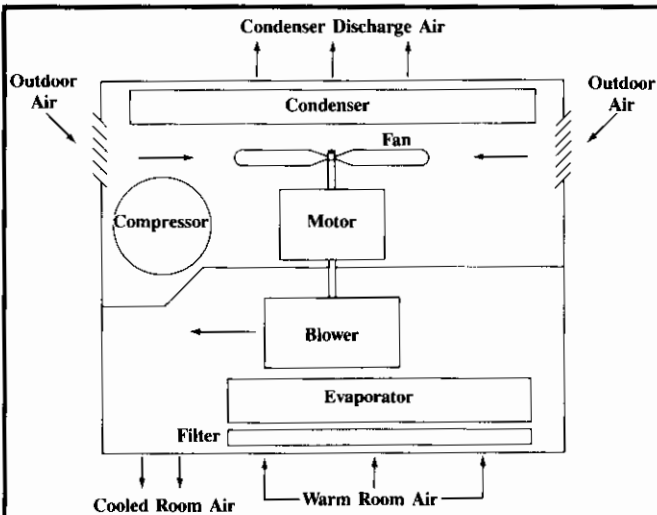 Condenser Discharge Air
Outdoor
Air
Outdoor
Air
Condenser
Fan
Compressor
Motor
Blower
Evaporator
Filter
Cooled Room Air
Warm Room Air